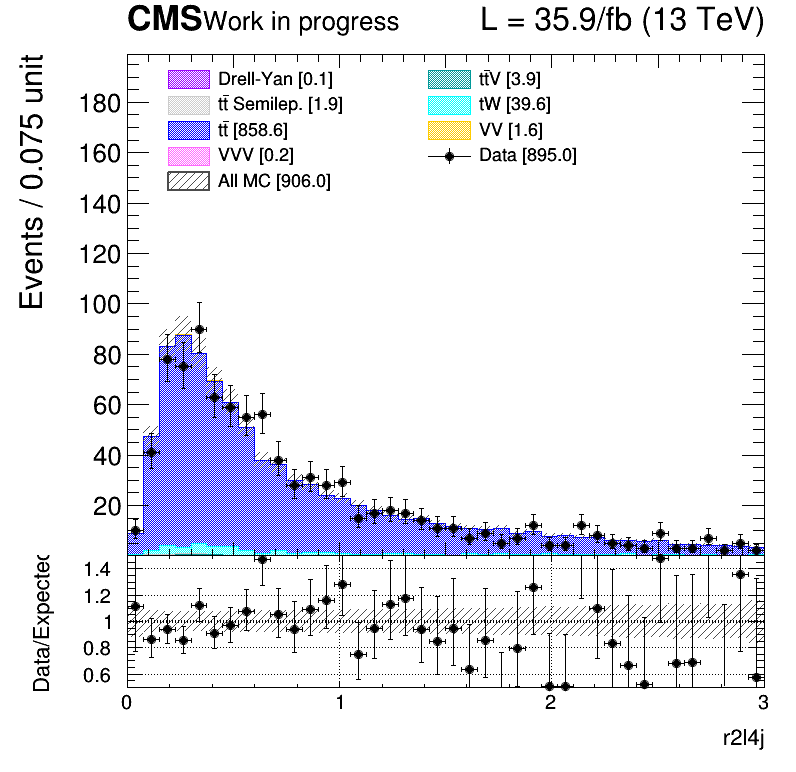 CMS Work in progress L = 35.9/fb (13 TeV)
Events / 0.075 unit
180
160
140
120
100
80
60
40
20
Drell-Yan [0.1]
tt̄ Semilep. [1.9]
tt̄ [858.6]
VVV [0.2]
All MC [906.0]
tt̄V [3.9]
tW [39.6]
VV [1.6]
Data [895.0]
Data/Expected
1.4
1.2
1
0.8
0.6
0 1 2 3
r2l4j